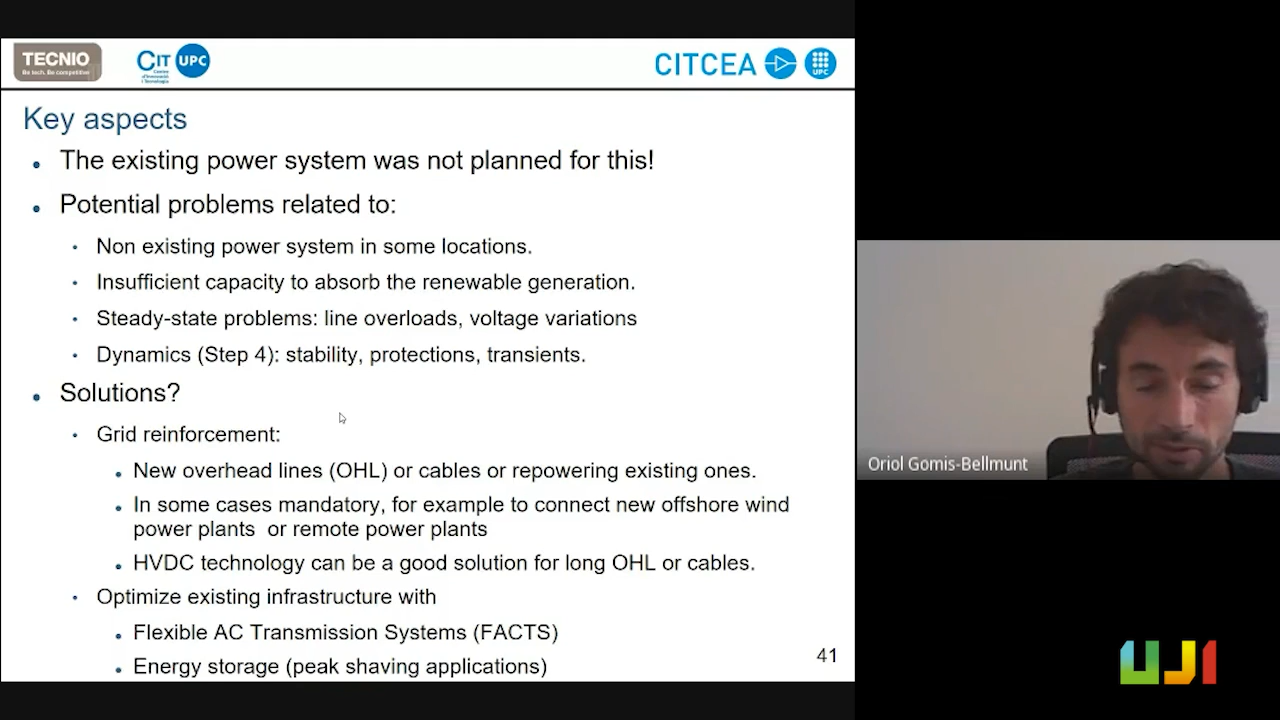 TECNIO
Be tech. Be competitive
CIT UPC
Centre
d'Innovació
i Tecnologia
CITCEA UPC
Key aspects
• The existing power system was not planned for this!
• Potential problems related to:
• Non existing power system in some locations.
• Insufficient capacity to absorb the renewable generation.
• Steady-state problems: line overloads, voltage variations
• Dynamics (Step 4): stability, protections, transients.
• Solutions?
• Grid reinforcement:
• New overhead lines (OHL) or cables or repowering existing ones.
• In some cases mandatory, for example to connect new offshore wind
power plants or remote power plants
• HVDC technology can be a good solution for long OHL or cables.
• Optimize existing infrastructure with
• Flexible AC Transmission Systems (FACTS)
• Energy storage (peak shaving applications)
41
Oriol Gomis-Bellmunt
UJI